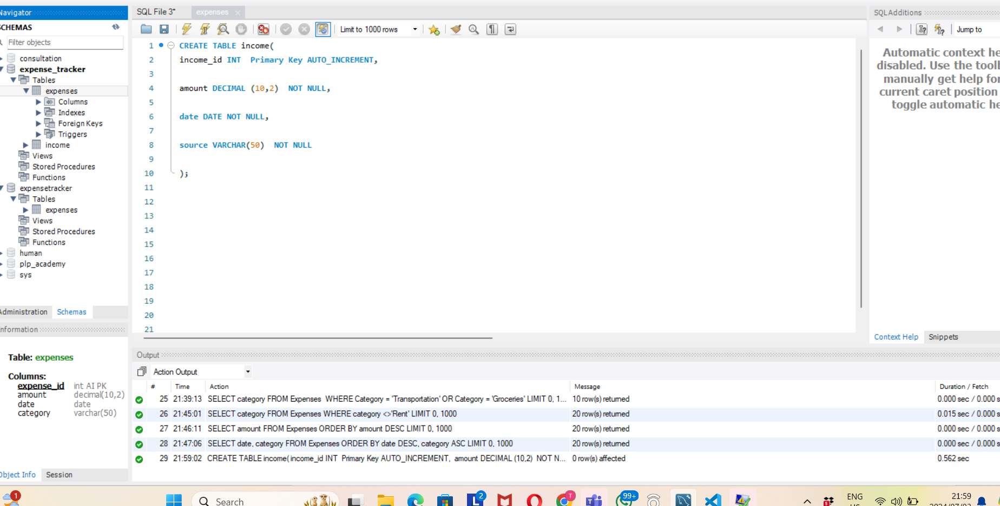 Navigator
SCHEMAS
Filter objects
consultation
expense_tracker
Tables
expenses
Columns
Indexes
Foreign Keys
Triggers
income
Views
Stored Procedures
Functions
expensetracker
Tables
expenses
Views
Stored Procedures
Functions
human
plp_academy
sys
Administration Schemas
Information
Table: expenses
Columns:
expense_id int AI PK
amount decimal(10,2)
date date
category varchar(50)
Object Info Session
SQL File 3* expenses
Limit to 1000 rows
1 CREATE TABLE income(
2 income_id INT  Primary Key AUTO_INCREMENT,
3
4 amount DECIMAL (10,2)  NOT NULL,
5
6 date DATE NOT NULL,
7
8 source VARCHAR(50)  NOT NULL
9
10 );
11
12
13
14
15
16
17
18
19
20
21
SQLAdditions
Jump to
Automatic context he
disabled. Use the toolb
manually get help for
current caret position
toggle automatic he
Context Help Snippets
Output
Action Output
# Time Action Message Duration / Fetch
25 21:39:13 SELECT category FROM Expenses  WHERE Category = 'Transportation' OR Category = 'Groceries' LIMIT 0, 1... 10 row(s) returned 0.000 sec / 0.000 s
26 21:45:01 SELECT category FROM Expenses WHERE category <>'Rent' LIMIT 0, 1000 20 row(s) returned 0.015 sec / 0.000 s
27 21:46:11 SELECT amount FROM Expenses ORDER BY amount DESC LIMIT 0, 1000 20 row(s) returned 0.000 sec / 0.000 s
28 21:47:06 SELECT date, category FROM Expenses ORDER BY date DESC, category ASC LIMIT 0, 1000 20 row(s) returned 0.000 sec / 0.000 s
29 21:59:02 CREATE TABLE income( income_id INT  Primary Key AUTO_INCREMENT,  amount DECIMAL (10,2)  NOT N... 0 row(s) affected 0.562 sec
1
Search
2
T
99+
ENG
21:59